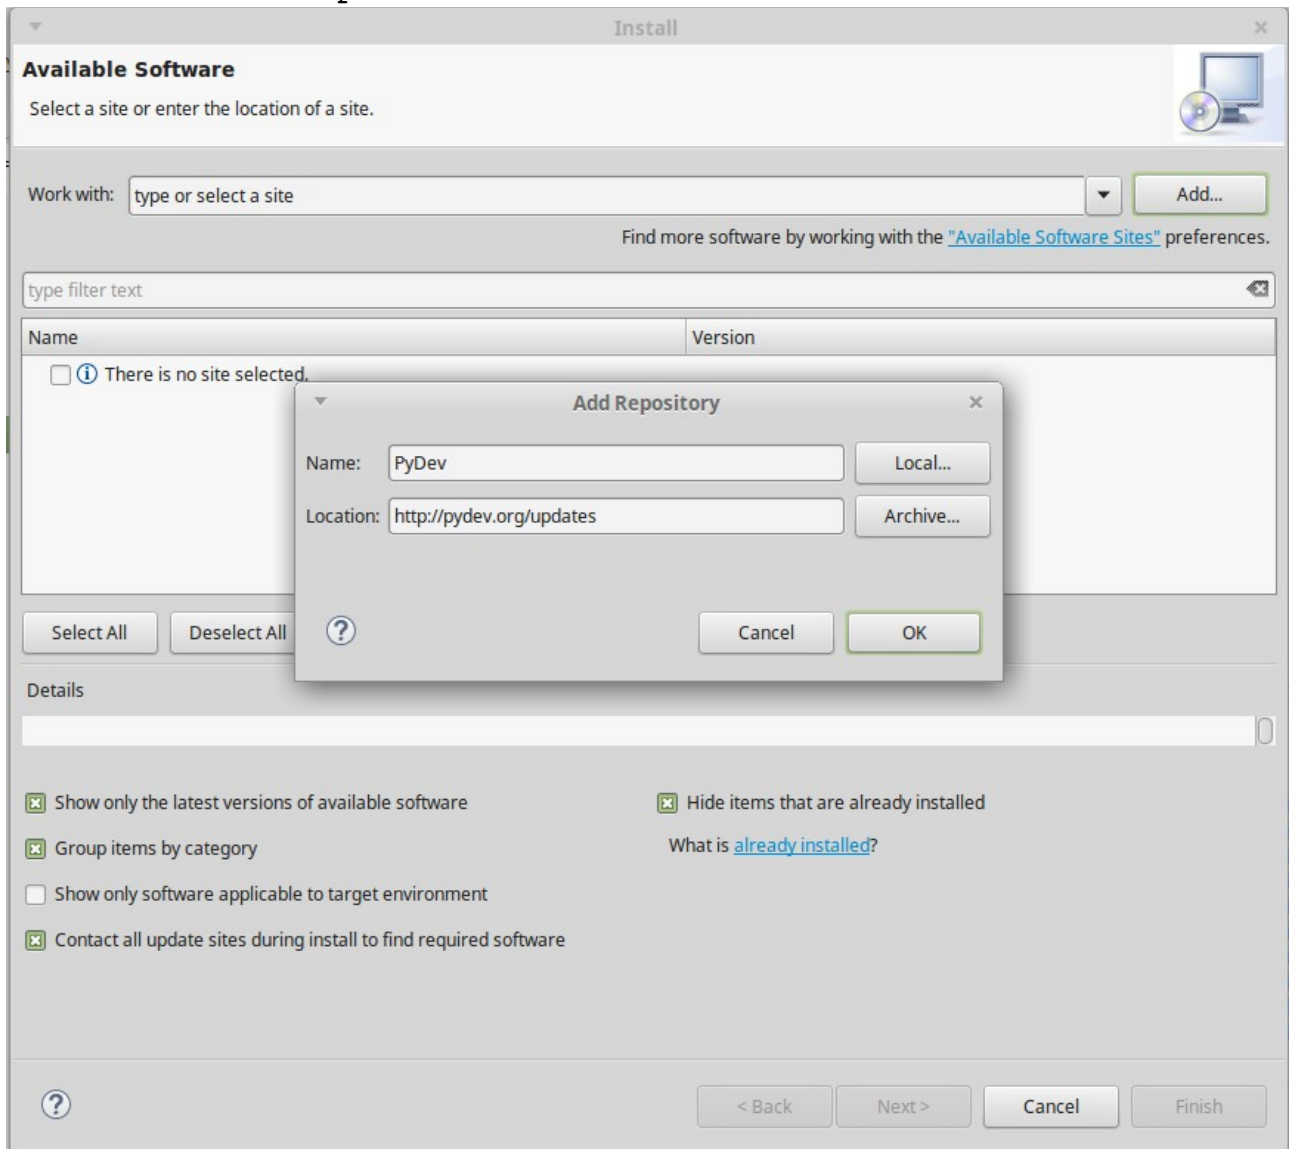 Install
Available Software
Select a site or enter the location of a site.
Work with: type or select a site Add...
Find more software by working with the "Available Software Sites" preferences.
type filter text
Name Version
There is no site selected.
Add Repository
Name: PyDev Local...
Location: http://pydev.org/updates Archive...
Cancel OK
Select All Deselect All
Details
Show only the latest versions of available software Hide items that are already installed
Group items by category What is already installed?
Show only software applicable to target environment
Contact all update sites during install to find required software
< Back Next > Cancel Finish